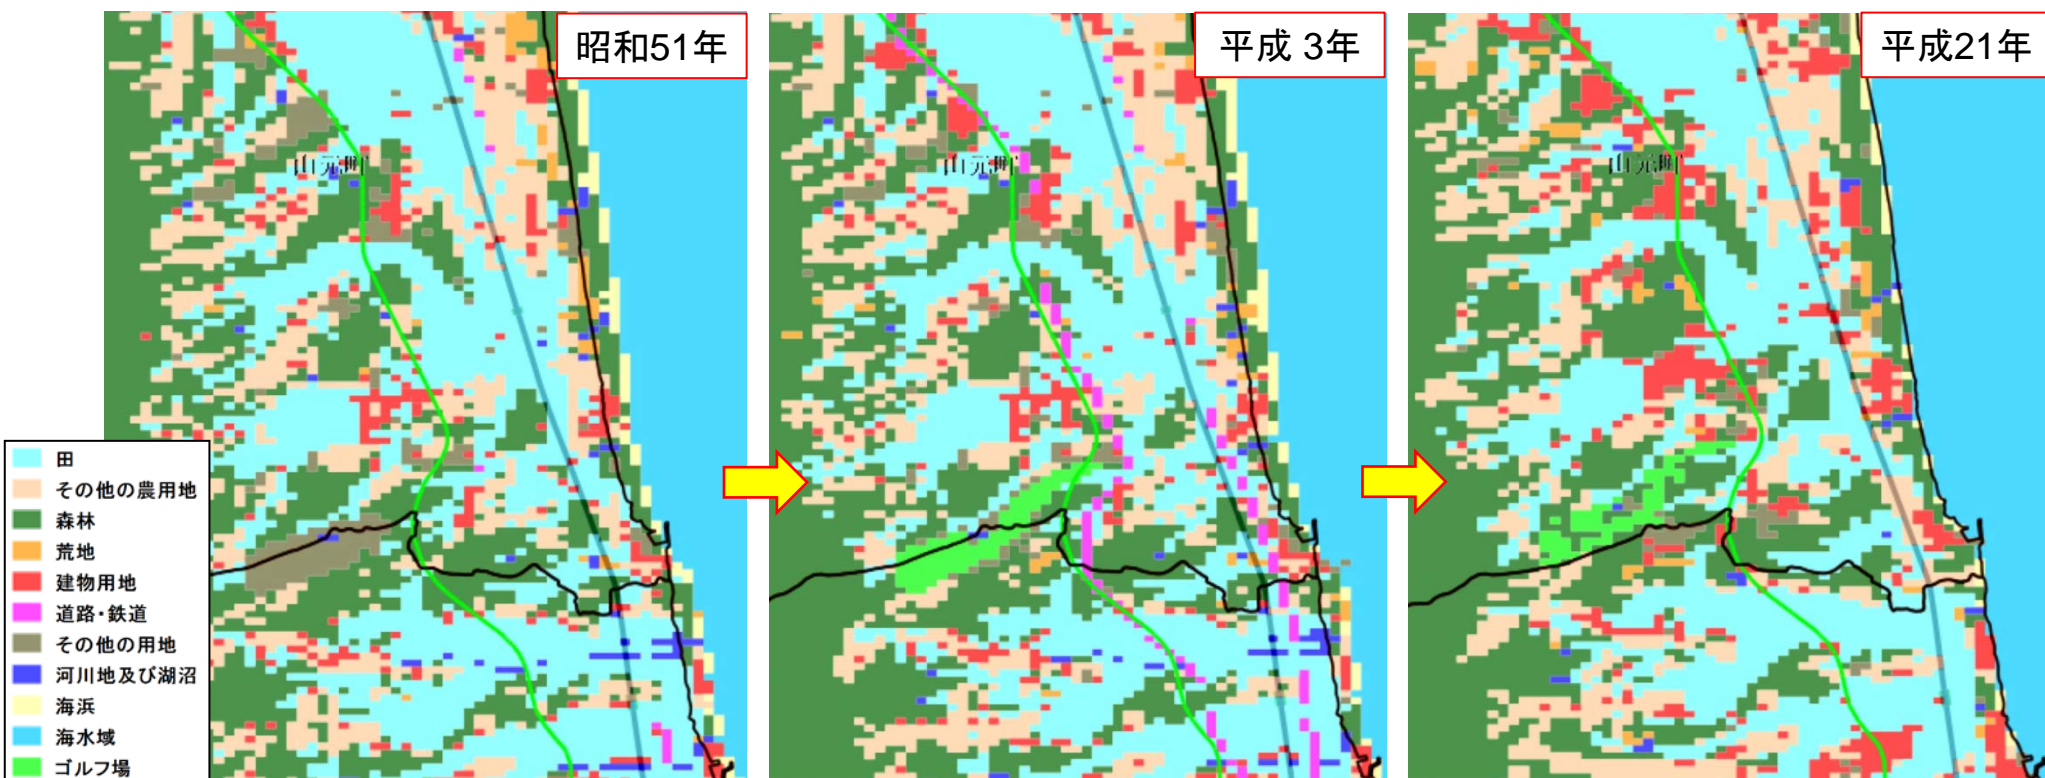 昭和51年
平成 3年
平成21年
山元町
山元町
山元町
田
その他の農用地
森林
荒地
建物用地
道路・鉄道
その他の用地
河川地及び湖沼
海浜
海水域
ゴルフ場